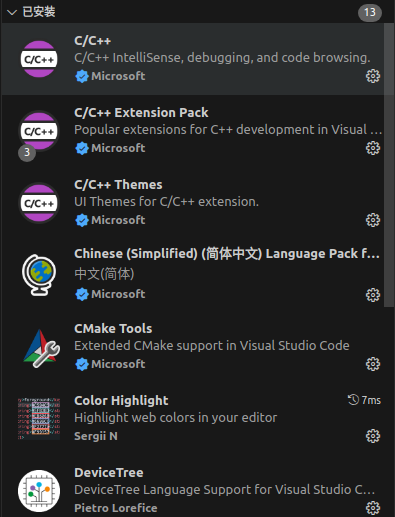 已安装
13
C/C++
C/C++
C/C++ IntelliSense, debugging, and code browsing.
Microsoft
C/C++
3
C/C++ Extension Pack
Popular extensions for C++ development in Visual ...
Microsoft
C/C++
C/C++ Themes
UI Themes for C/C++ extension.
Microsoft
Chinese (Simplified) (简体中文) Language Pack f...
中文(简体)
Microsoft
CMake Tools
Extended CMake support in Visual Studio Code
Microsoft
Color Highlight
7ms
Highlight web colors in your editor
Sergii N
DeviceTree
DeviceTree Language Support for Visual Studio C...
Pietro Lorefice